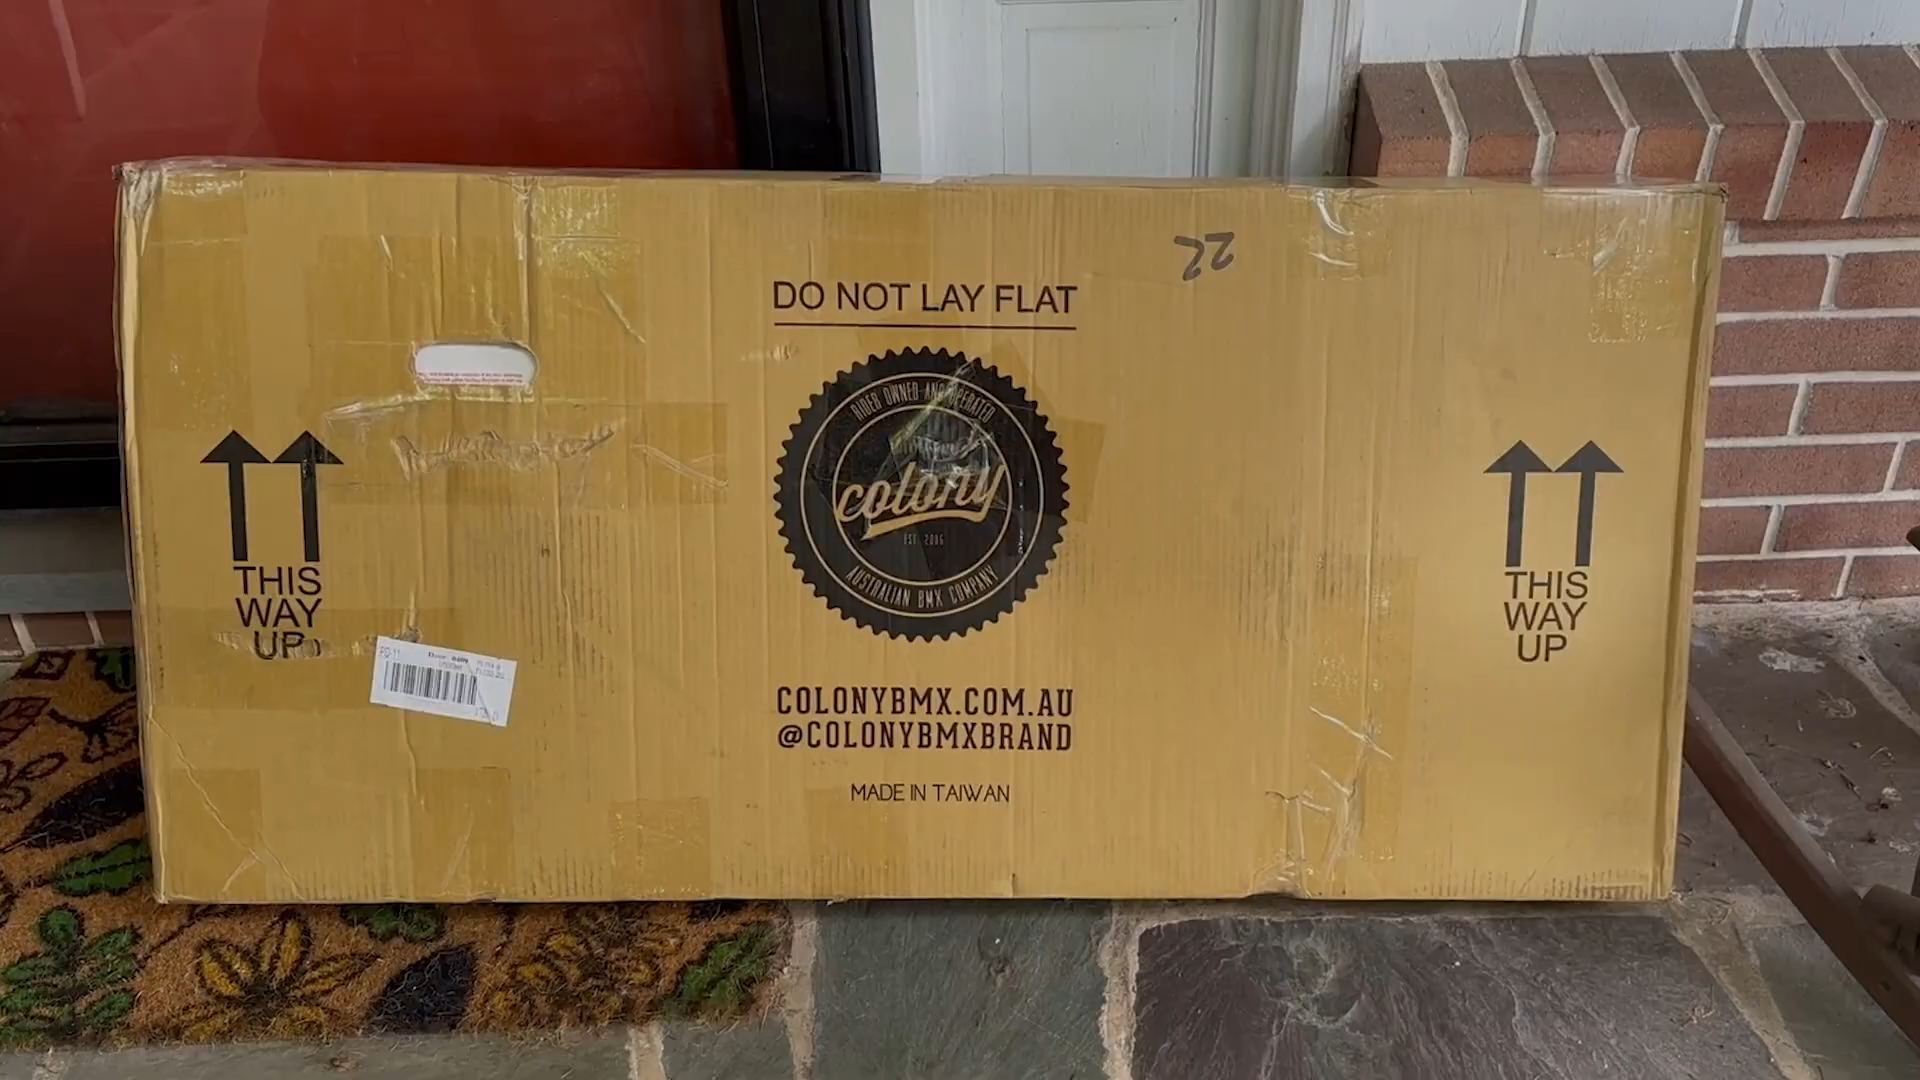 22
DO NOT LAY FLAT
RIDER OWNED AND OPERATED
colony
EST. 2006
AUSTRALIAN BMX COMPANY
THIS
WAY
UP
THIS
WAY
UP
COLONYBMX.COM.AU
@COLONYBMXBRAND
MADE IN TAIWAN